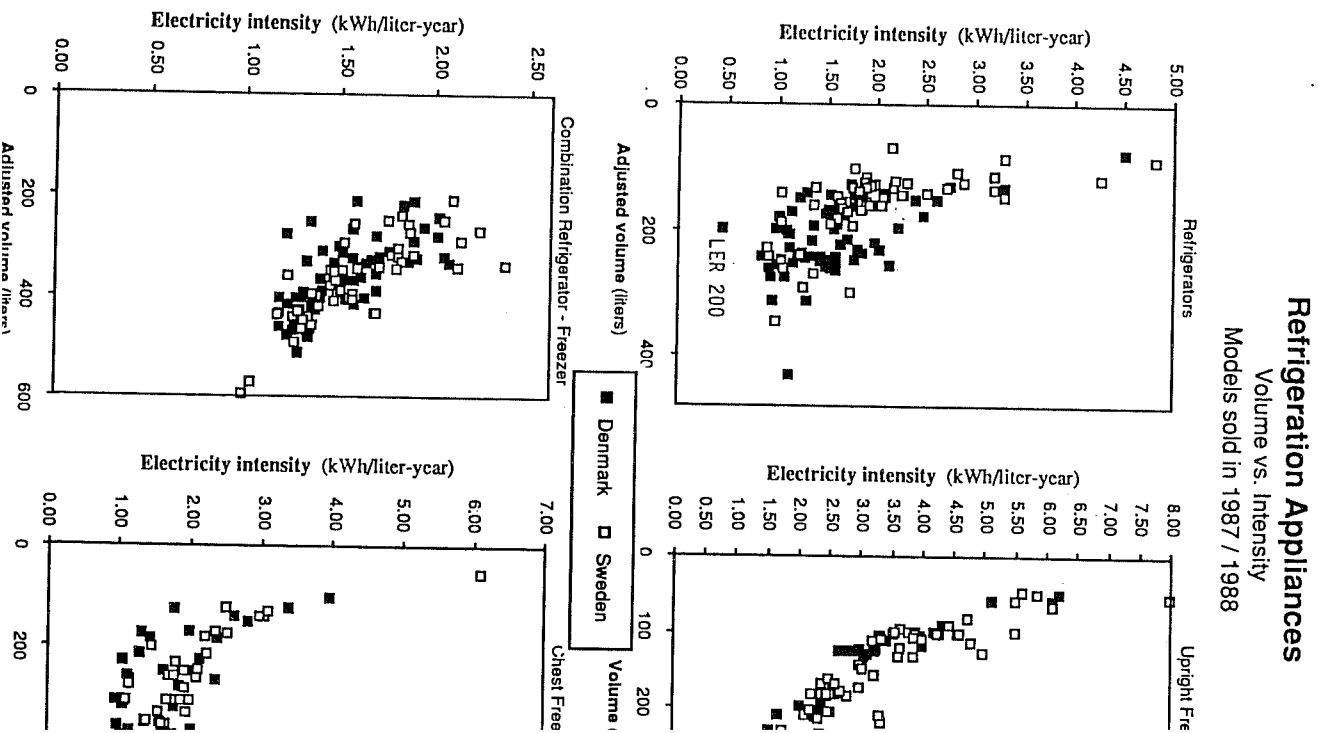 Refrigeration Appliances
Volume vs. Intensity
Models sold in 1987 / 1988
Refrigerators
Electricity intensity (kWh/liter-year)
5.00
4.50
4.00
3.50
3.00
2.50
2.00
1.50
1.00
0.50
0.00
LER 200
0 200 400
Adjusted volume (liters)
Upright Fre
Electricity intensity (kWh/liter-year)
8.00
7.50
7.00
6.50
6.00
5.50
5.00
4.50
4.00
3.50
3.00
2.50
2.00
1.50
1.00
0.50
0.00
0 100 200
Volume
Denmark Sweden
Combination Refrigerator - Freezer
Electricity intensity (kWh/liter-year)
2.50
2.00
1.50
1.00
0.50
0.00
0 200 400 600
Adjusted volume (liters)
Chest Free
Electricity intensity (kWh/liter-year)
7.00
5.00
4.00
3.00
2.00
1.00
0.00
0 200